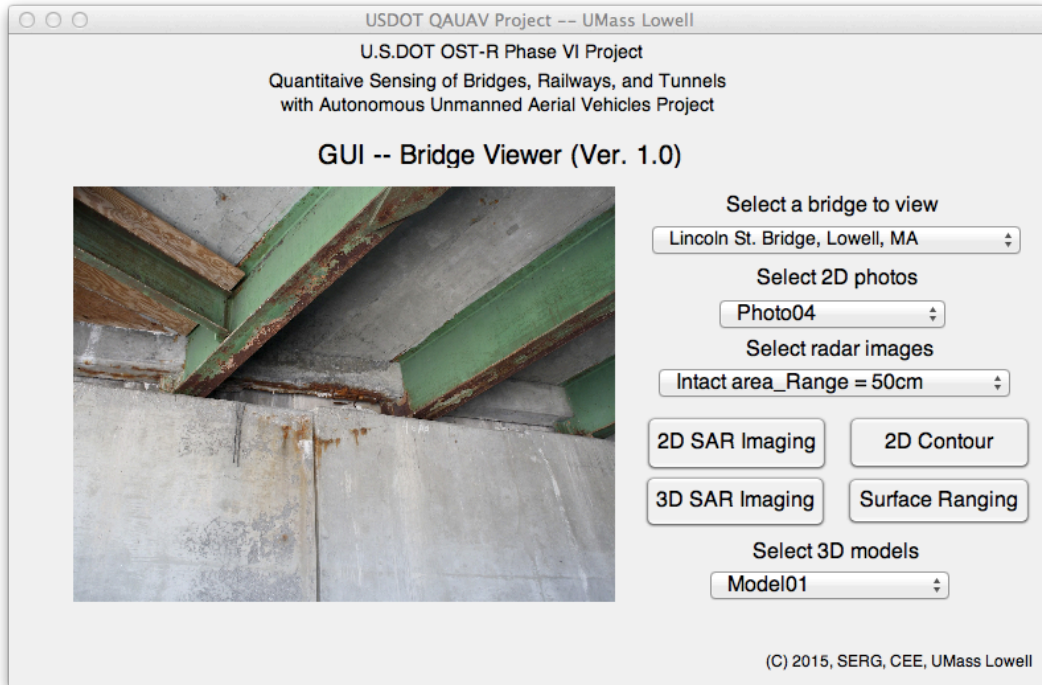 USDOT QAUAV Project -- UMass Lowell
U.S.DOT OST-R Phase VI Project
Quantitaive Sensing of Bridges, Railways, and Tunnels
with Autonomous Unmanned Aerial Vehicles Project
GUI -- Bridge Viewer (Ver. 1.0)
Select a bridge to view
Lincoln St. Bridge, Lowell, MA
Select 2D photos
Photo04
Select radar images
Intact area_Range = 50cm
2D SAR Imaging
2D Contour
3D SAR Imaging
Surface Ranging
Select 3D models
Model01
(C) 2015, SERG, CEE, UMass Lowell